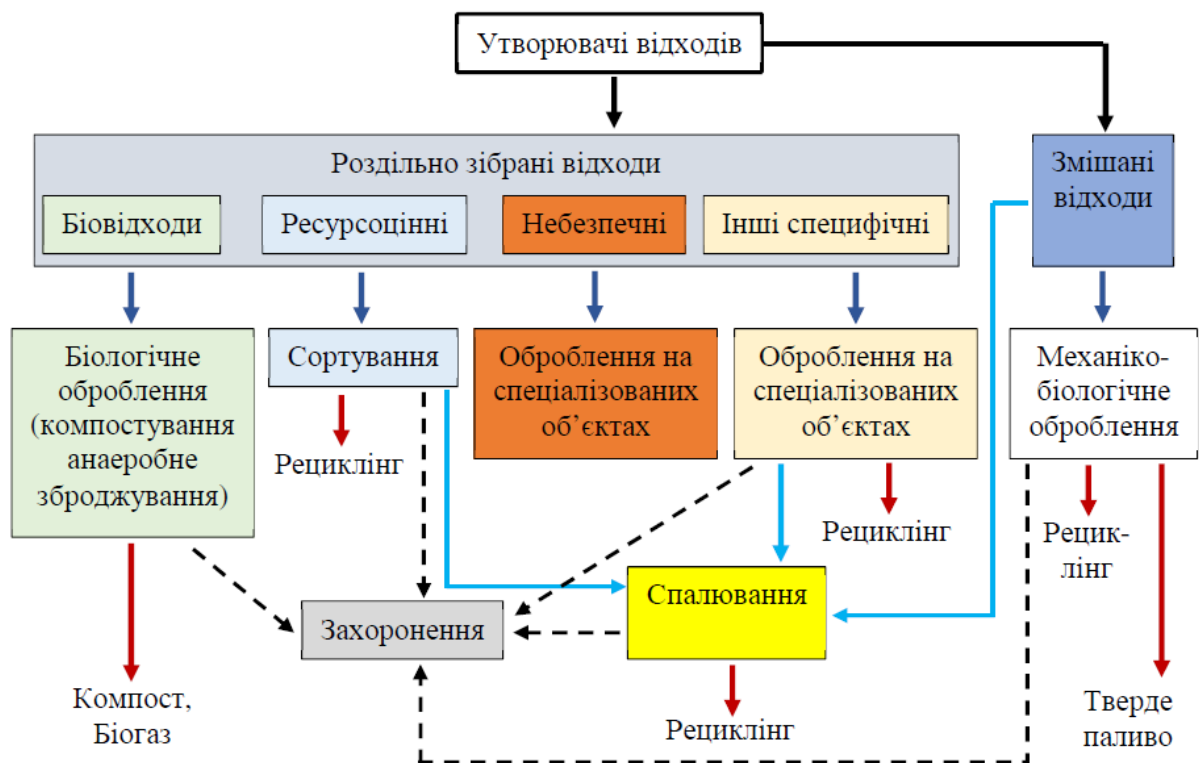 Утворювачі відходів
Роздільно зібрані відходи
Змішані
відходи
Біовідходи
Ресурсоцінні
Небезпечні
Інші специфічні
Біологічне
оброблення
(компостування
анаеробне
зброджування)
Сортування
Оброблення на
спеціалізованих
об’єктах
Оброблення на
спеціалізованих
об’єктах
Механіко-
біологічне
оброблення
Рециклінг
Рециклінг
Рецик-
лінг
Спалювання
Захоронення
Компост,
Біогаз
Рециклінг
Тверде
паливо